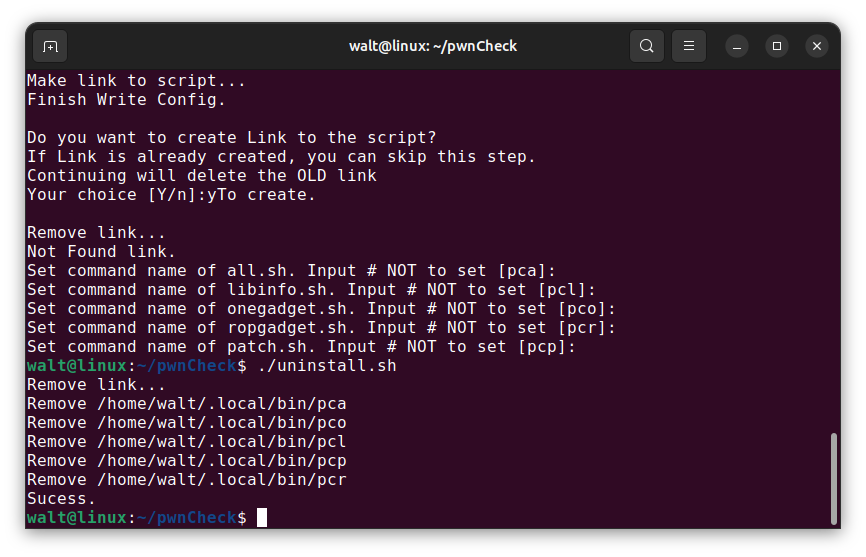 walt@linux: ~/pwnCheck
Make link to script...
Finish Write Config.
Do you want to create Link to the script?
If Link is already created, you can skip this step.
Continuing will delete the OLD link
Your choice [Y/n]:yTo create.
Remove link...
Not Found link.
Set command name of all.sh. Input # NOT to set [pca]:
Set command name of libinfo.sh. Input # NOT to set [pcl]:
Set command name of onegadget.sh. Input # NOT to set [pco]:
Set command name of ropgadget.sh. Input # NOT to set [pcr]:
Set command name of patch.sh. Input # NOT to set [pcp]:
walt@linux:~/pwnCheck$ ./uninstall.sh
Remove link...
Remove /home/walt/.local/bin/pca
Remove /home/walt/.local/bin/pco
Remove /home/walt/.local/bin/pcl
Remove /home/walt/.local/bin/pcp
Remove /home/walt/.local/bin/pcr
Sucess.
walt@linux:~/pwnCheck$